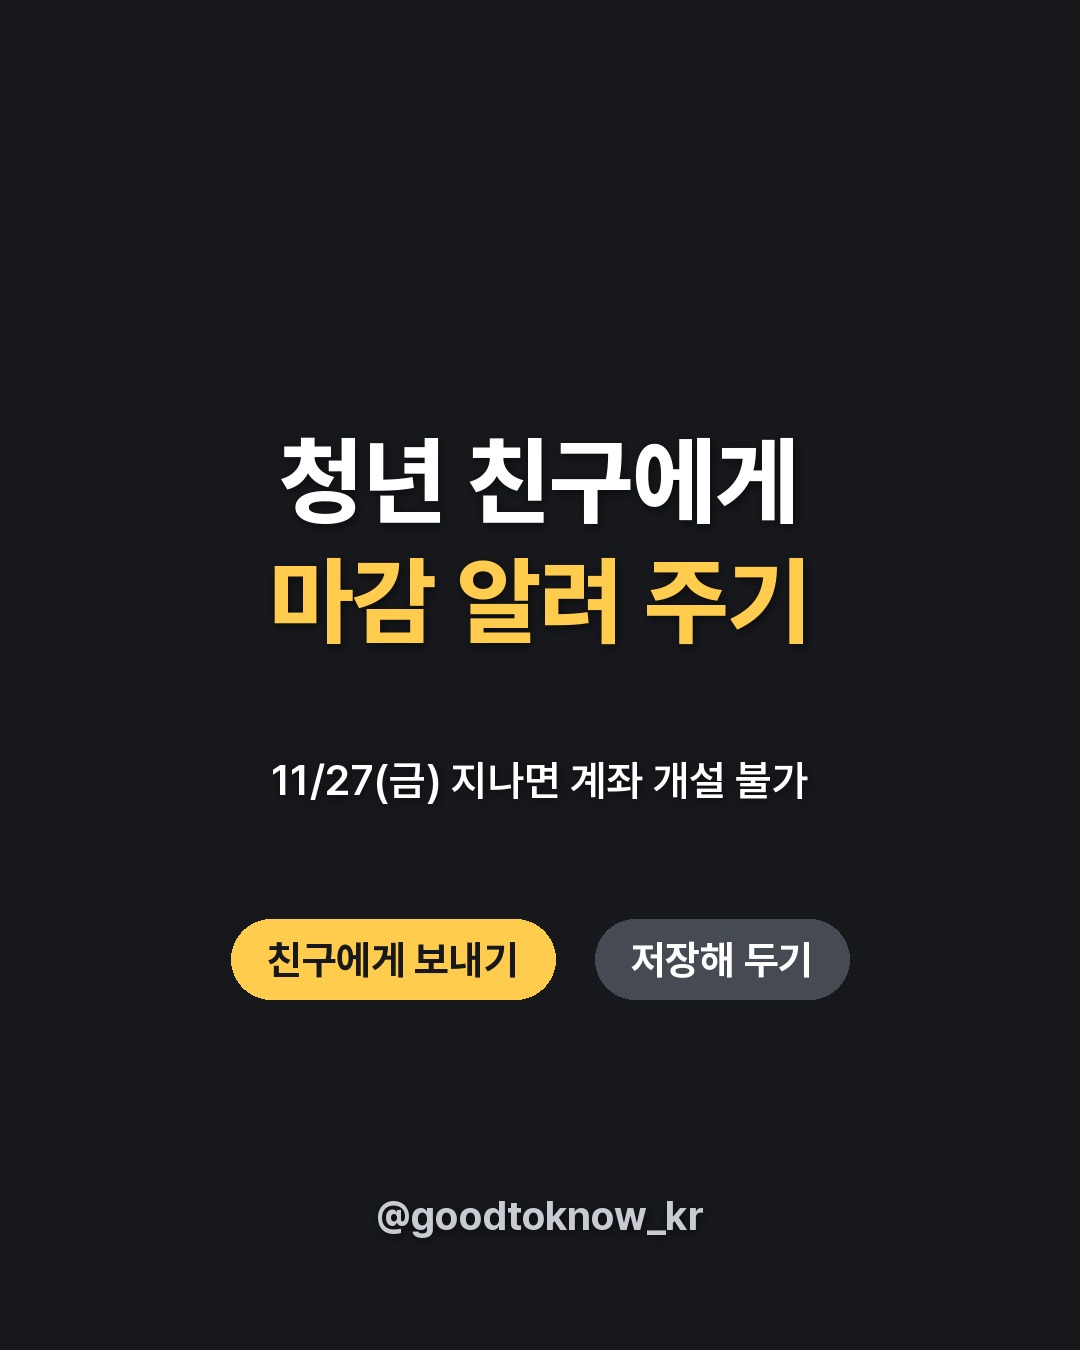 청년 친구에게
마감 알려 주기
11/27(금) 지나면 계좌 개설 불가
친구에게 보내기
저장해 두기
@goodtoknow_kr